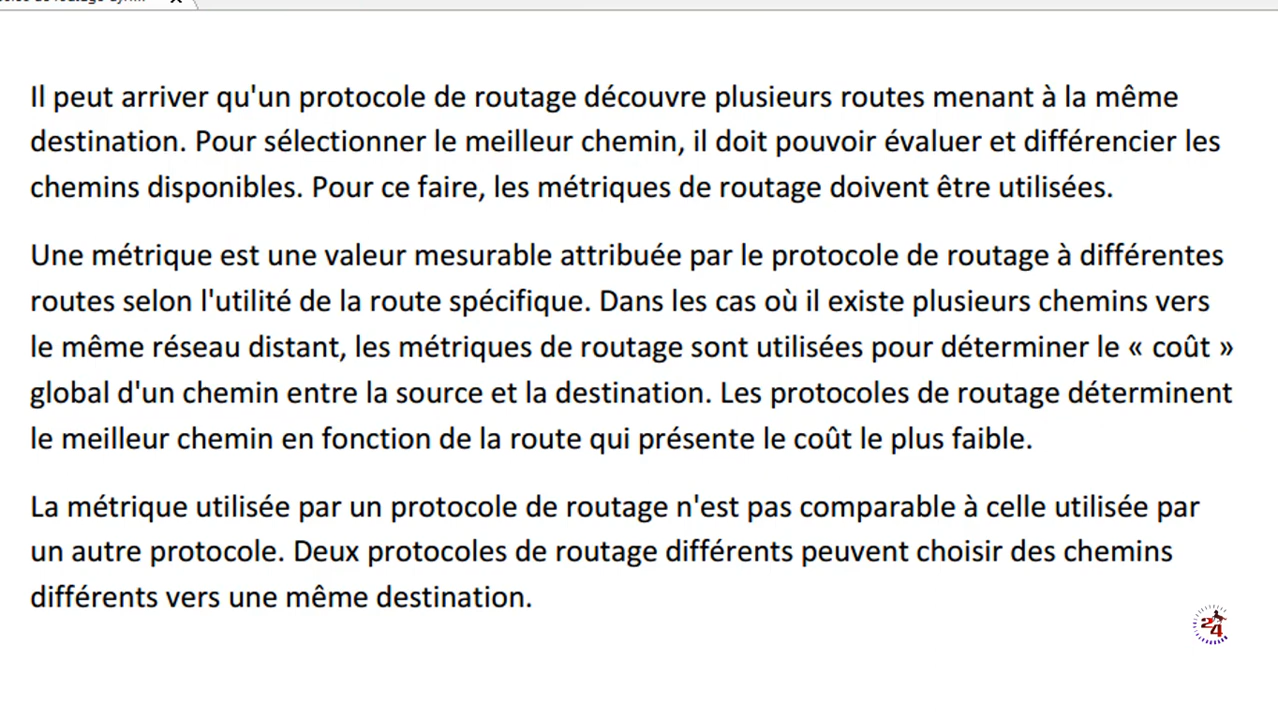 Il peut arriver qu'un protocole de routage découvre plusieurs routes menant à la même
destination. Pour sélectionner le meilleur chemin, il doit pouvoir évaluer et différencier les
chemins disponibles. Pour ce faire, les métriques de routage doivent être utilisées.
Une métrique est une valeur mesurable attribuée par le protocole de routage à différentes
routes selon l'utilité de la route spécifique. Dans les cas où il existe plusieurs chemins vers
le même réseau distant, les métriques de routage sont utilisées pour déterminer le « coût »
global d'un chemin entre la source et la destination. Les protocoles de routage déterminent
le meilleur chemin en fonction de la route qui présente le coût le plus faible.
La métrique utilisée par un protocole de routage n'est pas comparable à celle utilisée par
un autre protocole. Deux protocoles de routage différents peuvent choisir des chemins
différents vers une même destination.
24